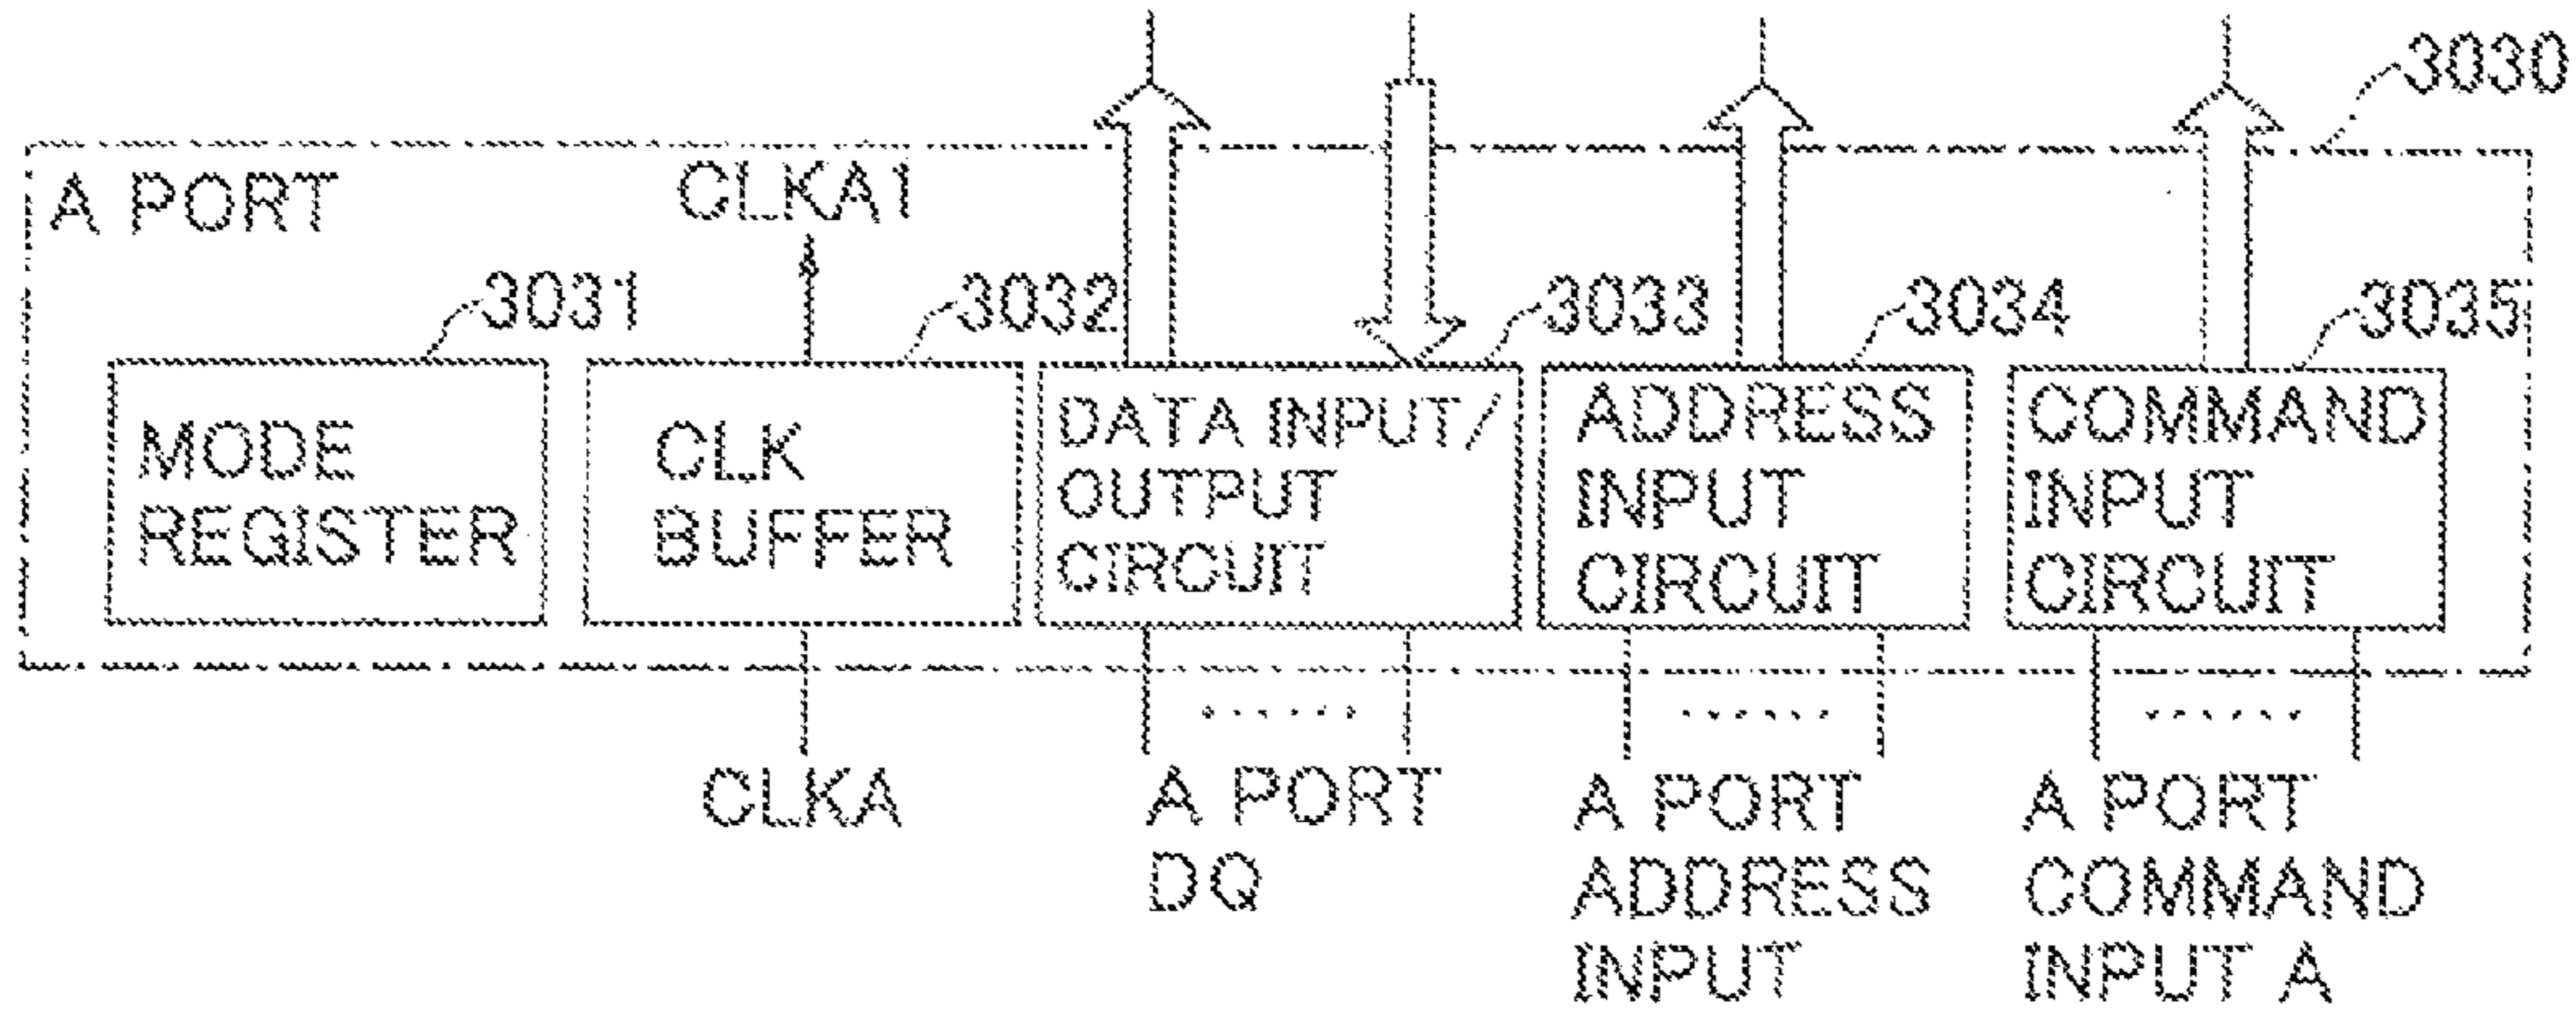 3030
A PORT
CLKA1
3031
3032
3033
3034
3035
MODE
REGISTER
CLK
BUFFER
DATA INPUT/
OUTPUT
CIRCUIT
ADDRESS
INPUT
CIRCUIT
COMMAND
INPUT
CIRCUIT
CLKA
A PORT
DQ
A PORT
ADDRESS
INPUT
A PORT
COMMAND
INPUT A